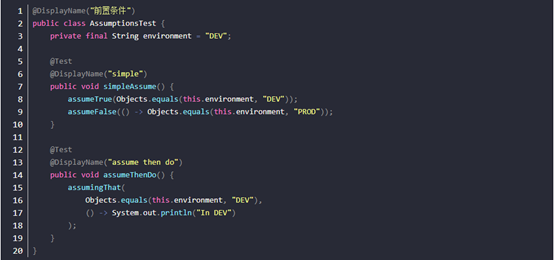 1 @DisplayName("前置条件")
2 public class AssumptionsTest {
3     private final String environment = "DEV";
4
5     @Test
6     @DisplayName("simple")
7     public void simpleAssume() {
8         assumeTrue(Objects.equals(this.environment, "DEV"));
9         assumeFalse(() -> Objects.equals(this.environment, "PROD"));
10     }
11
12     @Test
13     @DisplayName("assume then do")
14     public void assumeThenDo() {
15         assumingThat(
16             Objects.equals(this.environment, "DEV"),
17             () -> System.out.println("In DEV")
18         );
19     }
20 }